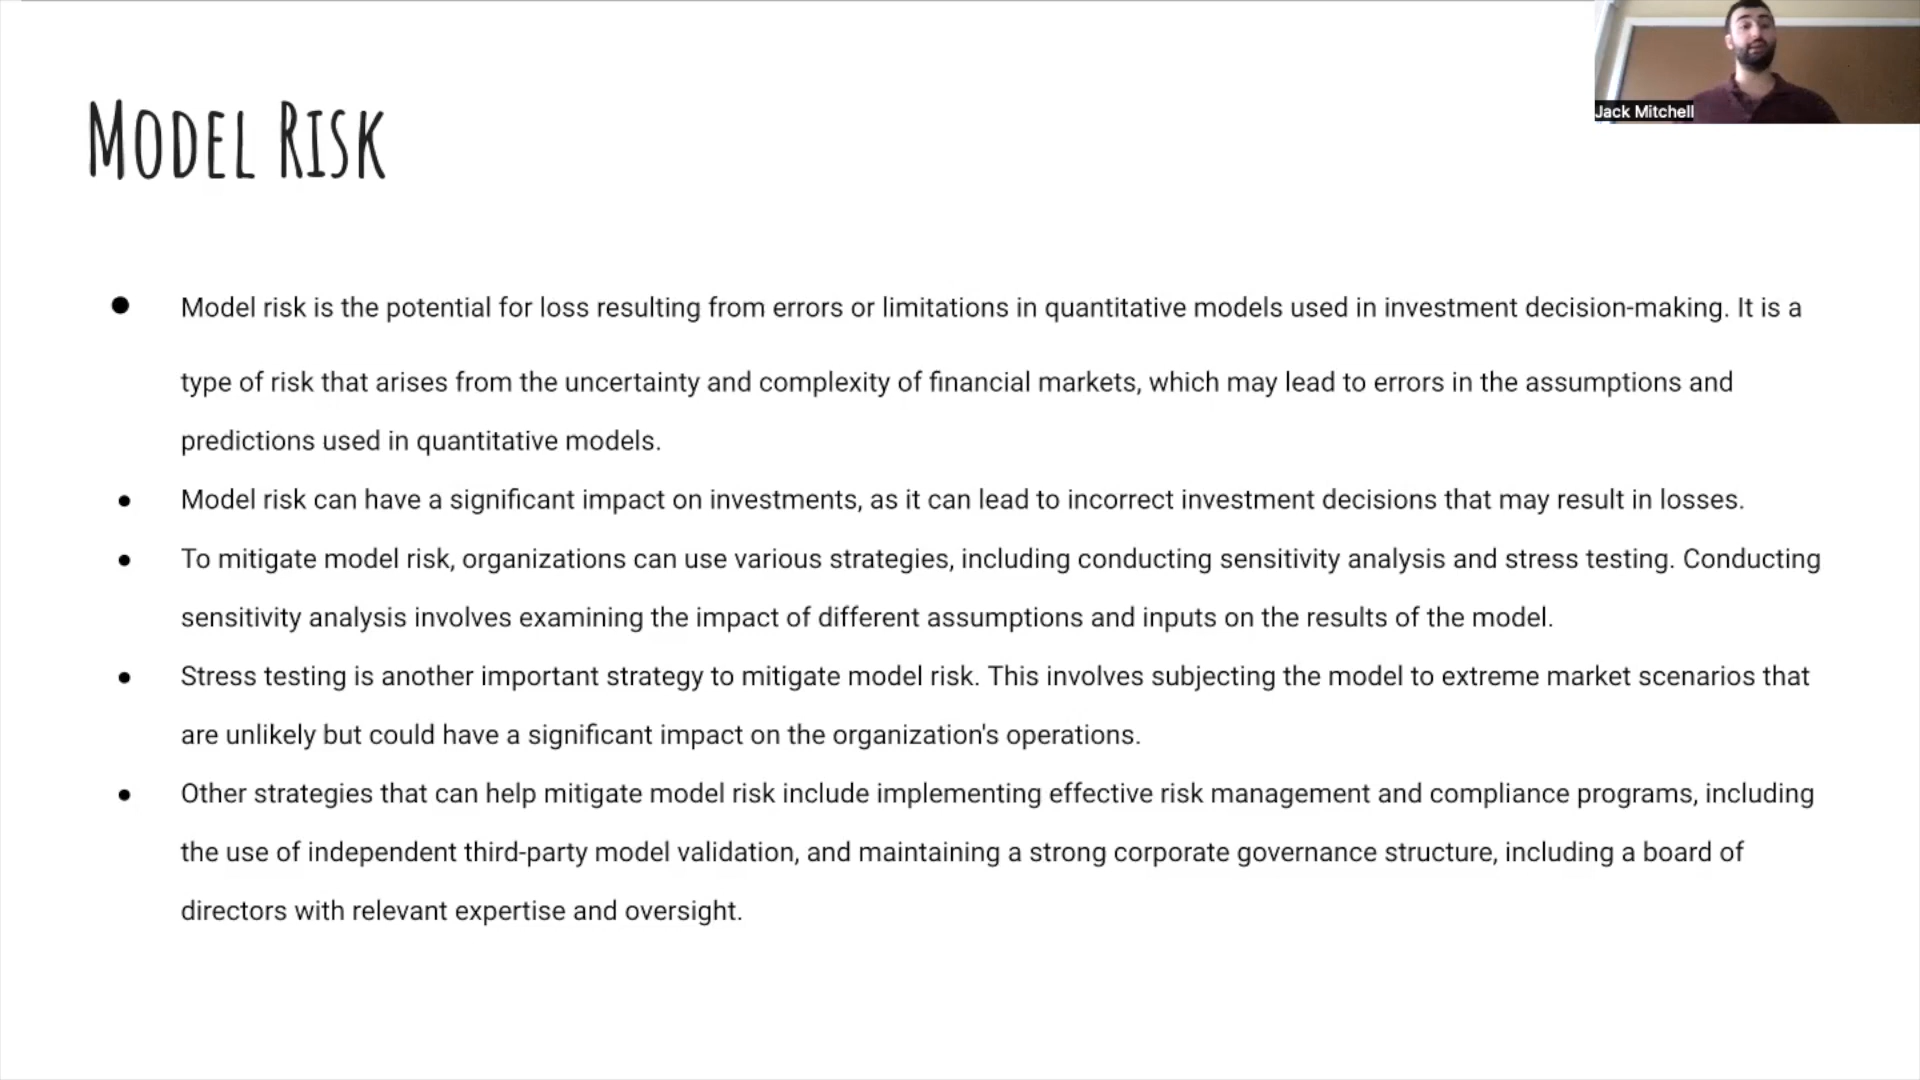 Jack Mitchell
MODEL RISK
● Model risk is the potential for loss resulting from errors or limitations in quantitative models used in investment decision-making. It is a
type of risk that arises from the uncertainty and complexity of financial markets, which may lead to errors in the assumptions and
predictions used in quantitative models.
● Model risk can have a significant impact on investments, as it can lead to incorrect investment decisions that may result in losses.
● To mitigate model risk, organizations can use various strategies, including conducting sensitivity analysis and stress testing. Conducting
sensitivity analysis involves examining the impact of different assumptions and inputs on the results of the model.
● Stress testing is another important strategy to mitigate model risk. This involves subjecting the model to extreme market scenarios that
are unlikely but could have a significant impact on the organization's operations.
● Other strategies that can help mitigate model risk include implementing effective risk management and compliance programs, including
the use of independent third-party model validation, and maintaining a strong corporate governance structure, including a board of
directors with relevant expertise and oversight.